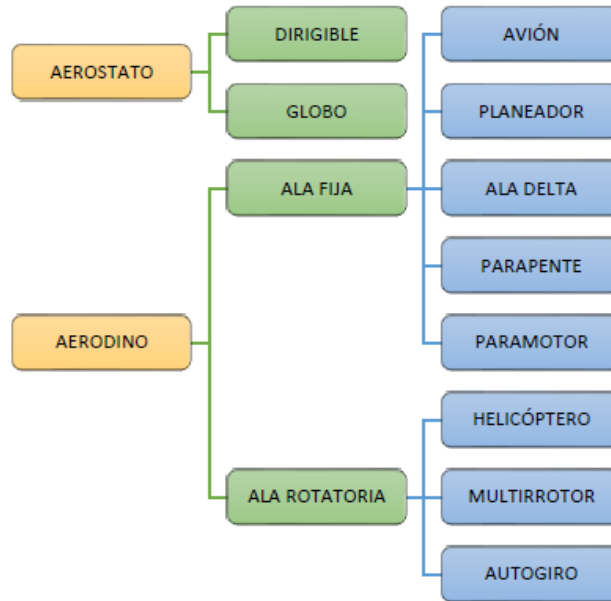 AEROSTATO
DIRIGIBLE
GLOBO
AERODINO
ALA FIJA
AVIÓN
PLANEADOR
ALA DELTA
PARAPENTE
PARAMOTOR
ALA ROTATORIA
HELICÓPTERO
MULTIRROTOR
AUTOGIRO